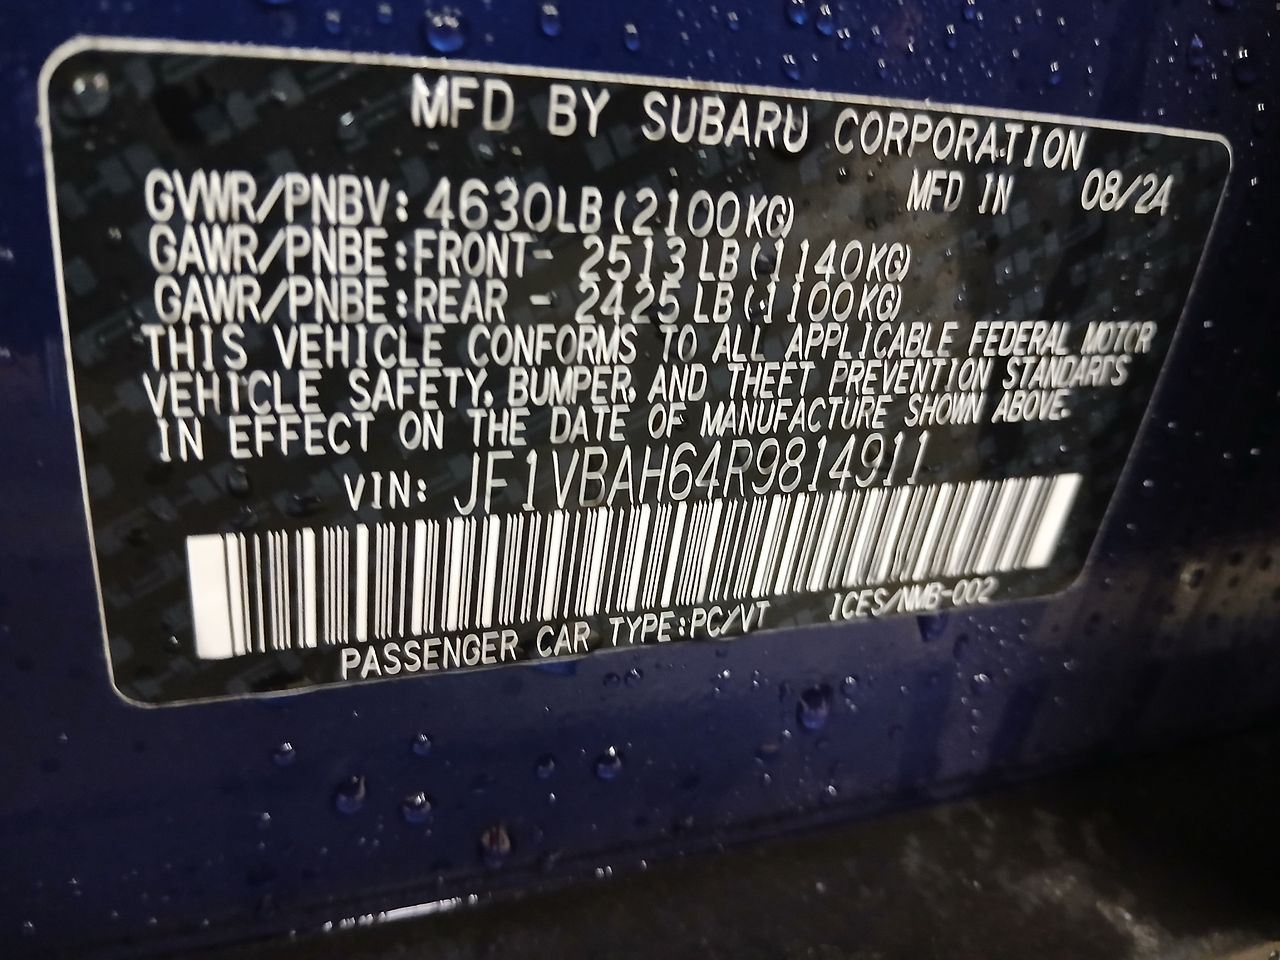 MFD BY SUBARU CORPORATION
MFD IN 08/24
GVWR/PNBV: 4630LB (2100KG)
GAWR/PNBE:FRONT- 2513 LB (1140KG)
GAWR/PNBE:REAR - 2425 LB (1100KG)
THIS VEHICLE CONFORMS TO ALL APPLICABLE FEDERAL MOTOR
VEHICLE SAFETY, BUMPER, AND THEFT PREVENTION STANDARTS
IN EFFECT ON THE DATE OF MANUFACTURE SHOWN ABOVE.
VIN: JF1VBAH64R9814911
PASSENGER CAR TYPE:PC/VT ICES/NMB-002